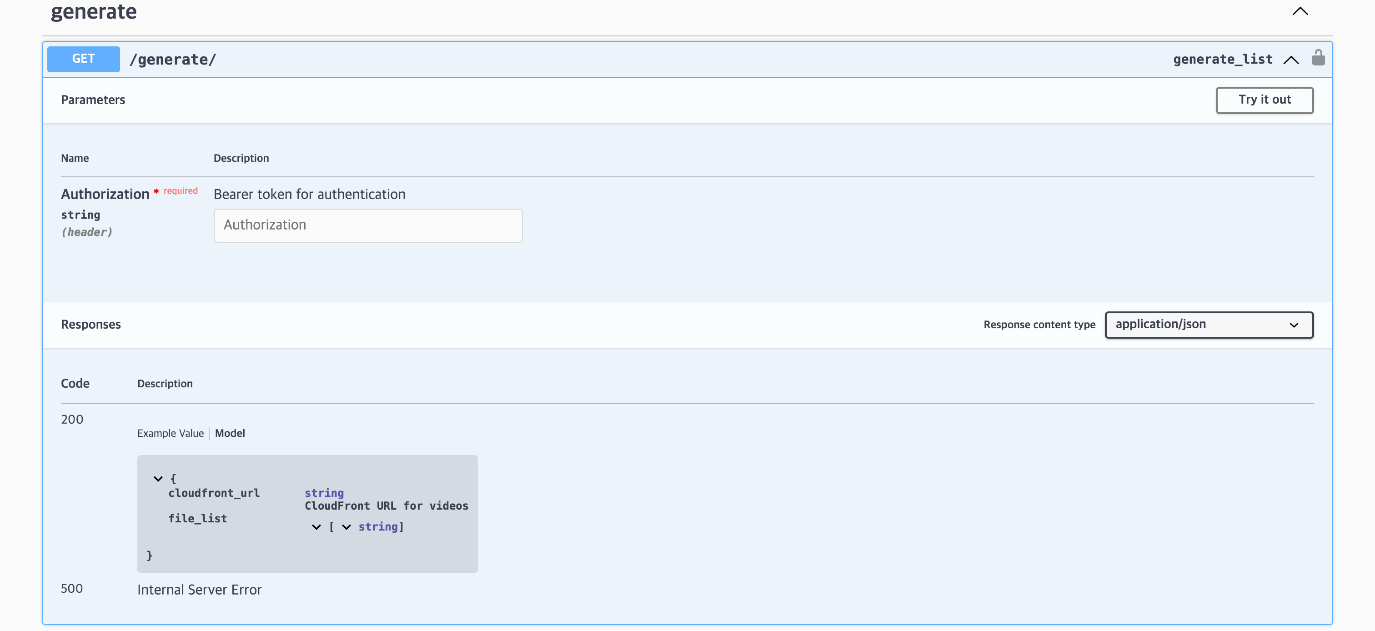 generate
GET /generate/ generate_list
Parameters Try it out
Name Description
Authorization * required Bearer token for authentication
string Authorization
(header)
Responses Response content type application/json
Code Description
200
Example Value Model
{
cloudfront_url string
CloudFront URL for videos
file_list
[ string]
}
500 Internal Server Error